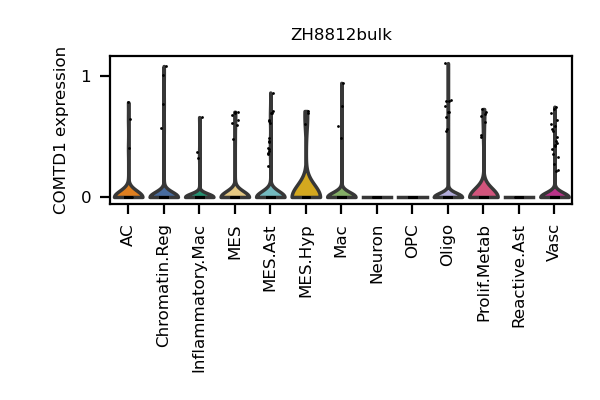 ZH8812bulk
COMTD1 expression
1
0
AC
Chromatin.Reg
Inflammatory.Mac
MES
MES.Ast
MES.Hyp
Mac
Neuron
OPC
Oligo
Prolif.Metab
Reactive.Ast
Vasc